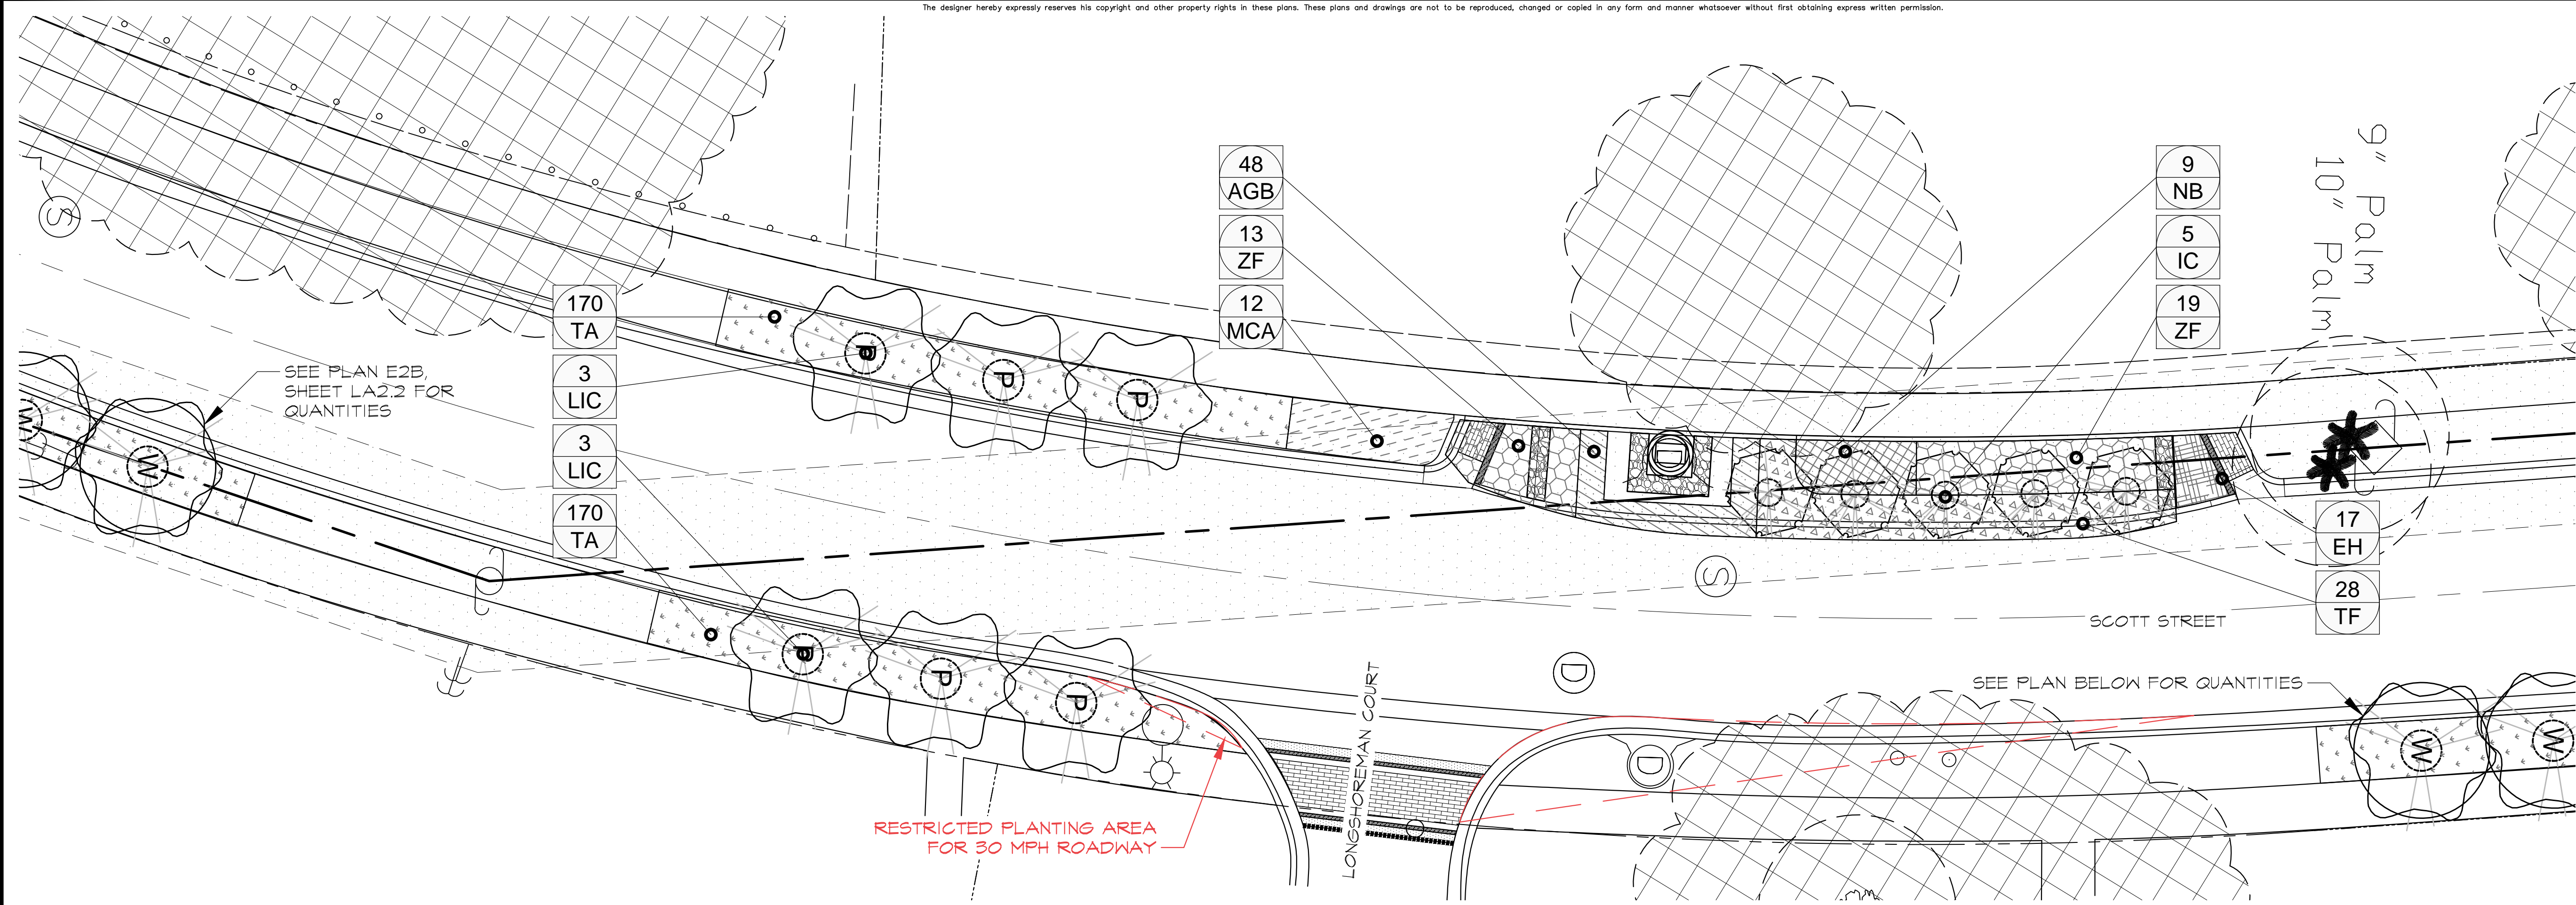 The designer hereby expressly reserves his copyright and other property rights in these plans. These plans and drawings are not to be reproduced, changed or copied in any form and manner whatsoever without first obtaining express written permission.
S
170
TA
3
LIC
3
LIC
170
TA
SEE PLAN E2B,
SHEET LA2.2 FOR
QUANTITIES
W
W
P
P
P
P
P
P
48
AGB
13
ZF
12
MCA
9
NB
5
IC
19
ZF
9" Palm
10" Palm
17
EH
28
TF
D
S
SCOTT STREET
D
D
LONGSHOREMAN COURT
SEE PLAN BELOW FOR QUANTITIES
W
W
RESTRICTED PLANTING AREA
FOR 30 MPH ROADWAY